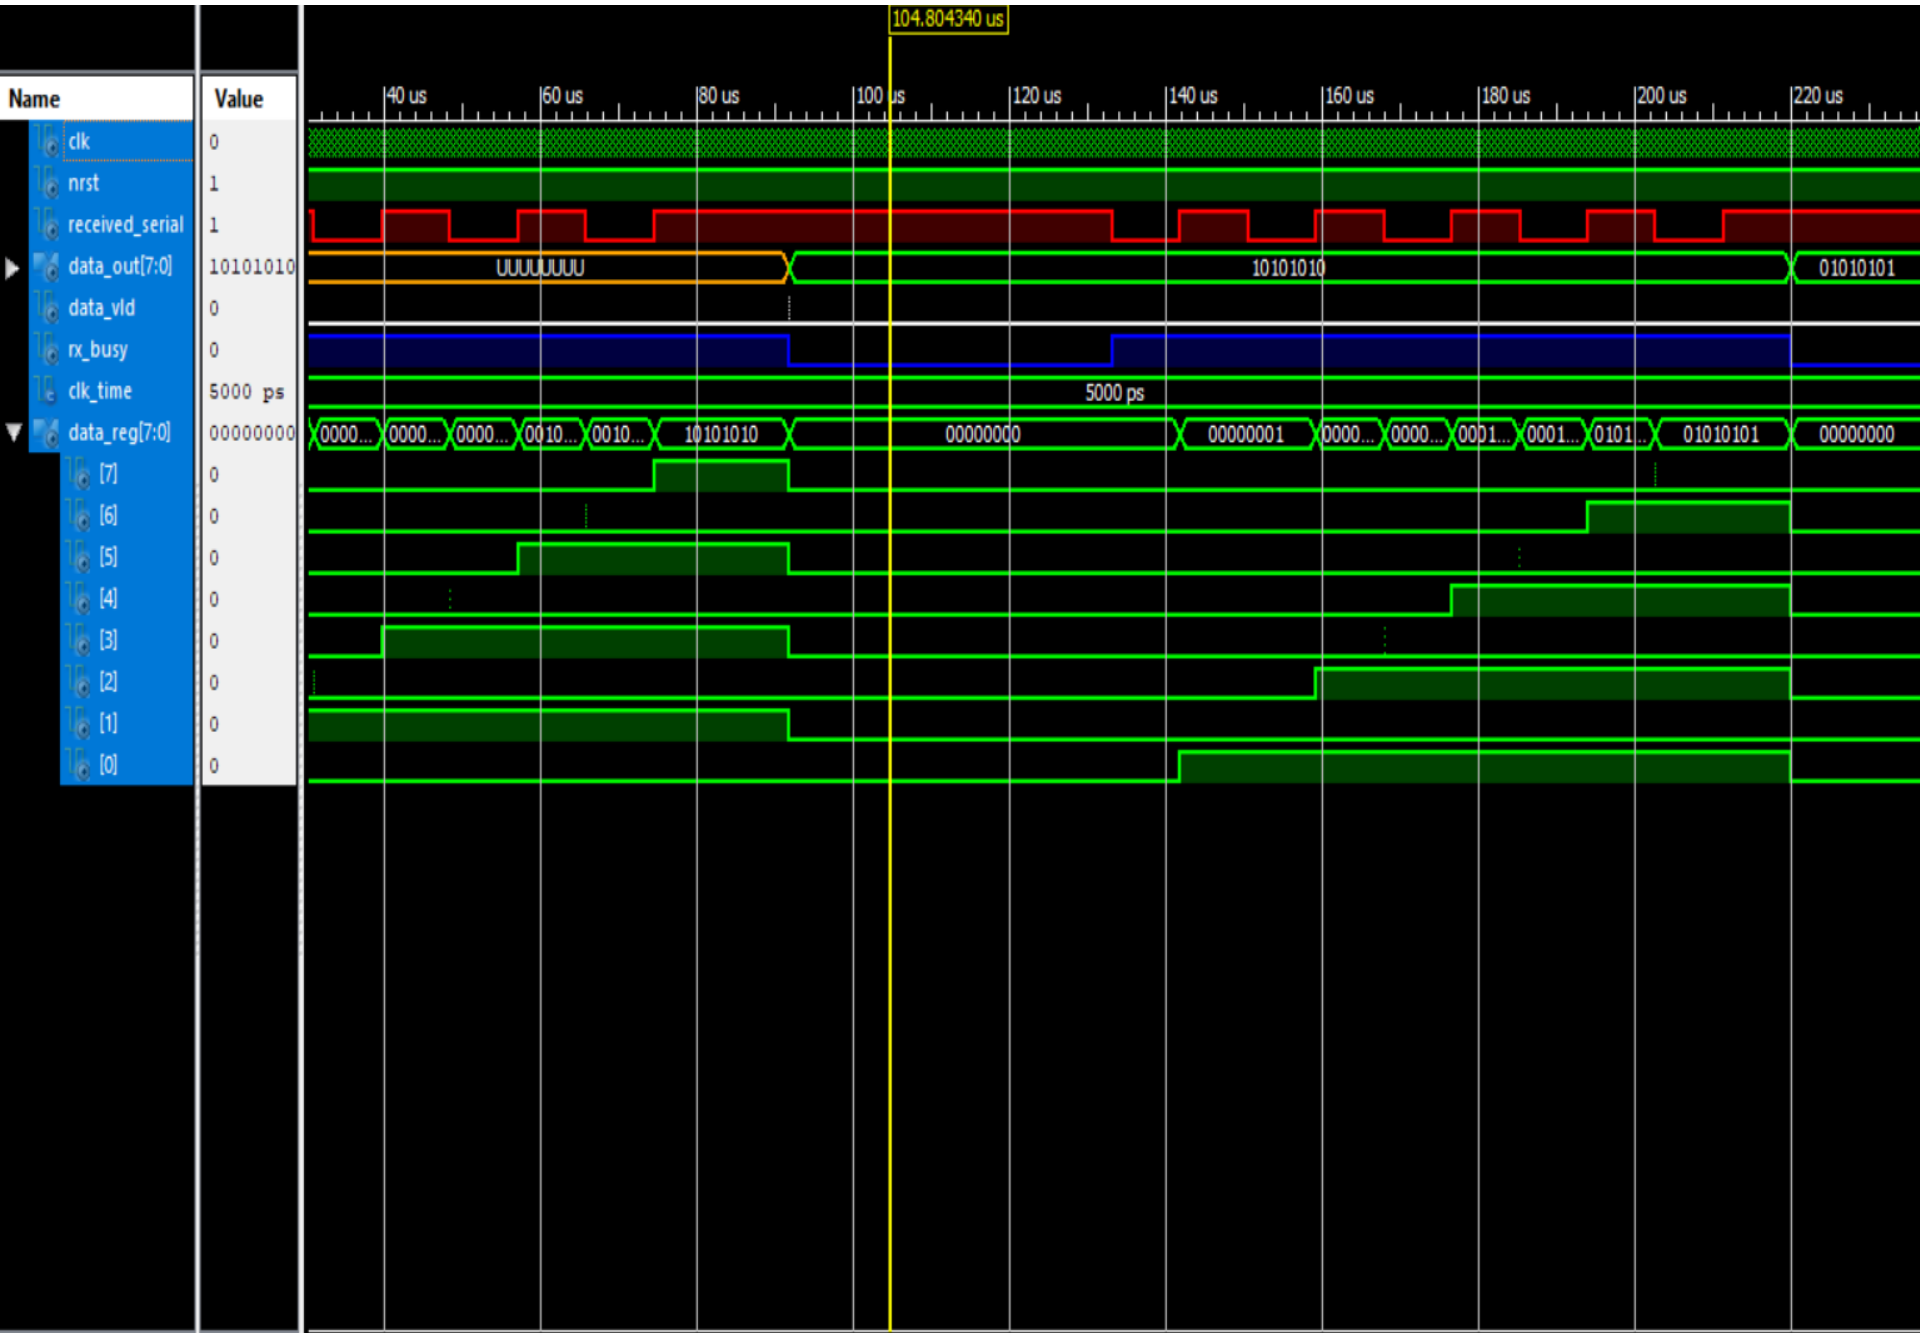 104.804340 us
Name Value 40 us 60 us 80 us 100 us 120 us 140 us 160 us 180 us 200 us 220 us
clk 0
nrst 1
received_serial 1
data_out[7:0] 10101010 UUUUUUUU 10101010 01010101
data_vld 0
rx_busy 0
clk_time 5000 ps 5000 ps
data_reg[7:0] 00000000 0000... 0000... 0000... 0010... 0010... 10101010 00000000 00000001 0000... 0000... 0001... 0001... 0101... 01010101 00000000
[7] 0
[6] 0
[5] 0
[4] 0
[3] 0
[2] 0
[1] 0
[0] 0